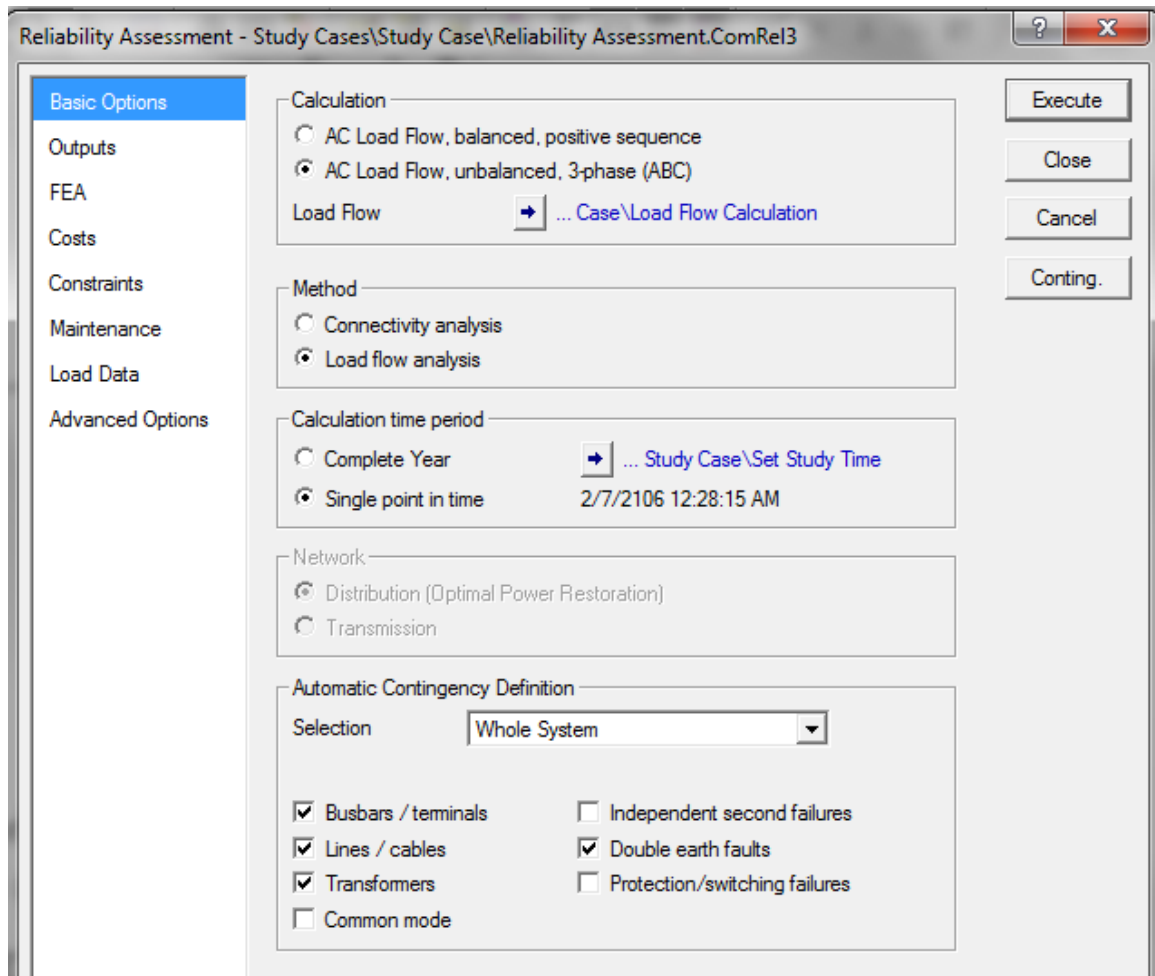 Reliability Assessment - Study Cases\Study Case\Reliability Assessment.ComRel3
Basic Options
Outputs
FEA
Costs
Constraints
Maintenance
Load Data
Advanced Options
Calculation
AC Load Flow, balanced, positive sequence
AC Load Flow, unbalanced, 3-phase (ABC)
Load Flow ... Case\Load Flow Calculation
Method
Connectivity analysis
Load flow analysis
Calculation time period
Complete Year ... Study Case\Set Study Time
Single point in time 2/7/2106 12:28:15 AM
Network
Distribution (Optimal Power Restoration)
Transmission
Automatic Contingency Definition
Selection Whole System
Busbars / terminals Independent second failures
Lines / cables Double earth faults
Transformers Protection/switching failures
Common mode
Execute
Close
Cancel
Conting.